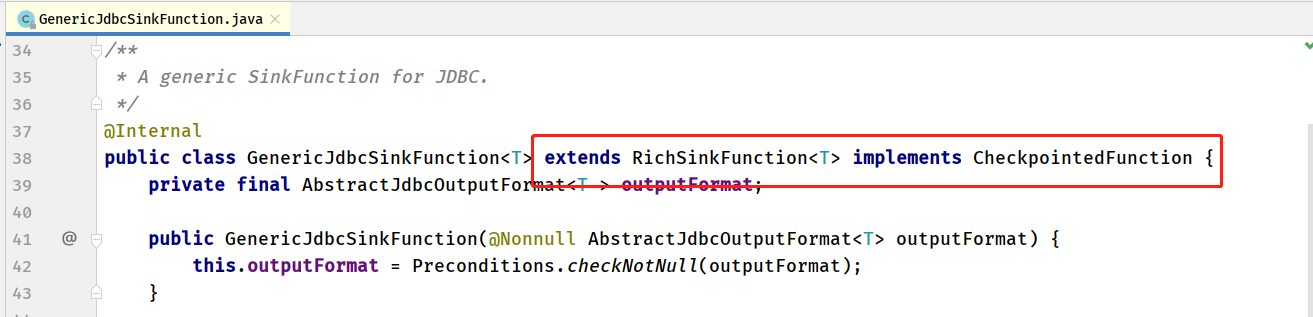 GenericJdbcSinkFunction.java
34 /**
35 * A generic SinkFunction for JDBC.
36 */
37 @Internal
38 public class GenericJdbcSinkFunction<T> extends RichSinkFunction<T> implements CheckpointedFunction {
39 private final AbstractJdbcOutputFormat<T > outputFormat;
40
41 @ public GenericJdbcSinkFunction(@Nonnull AbstractJdbcOutputFormat<T> outputFormat) {
42 this.outputFormat = Preconditions.checkNotNull(outputFormat);
43 }